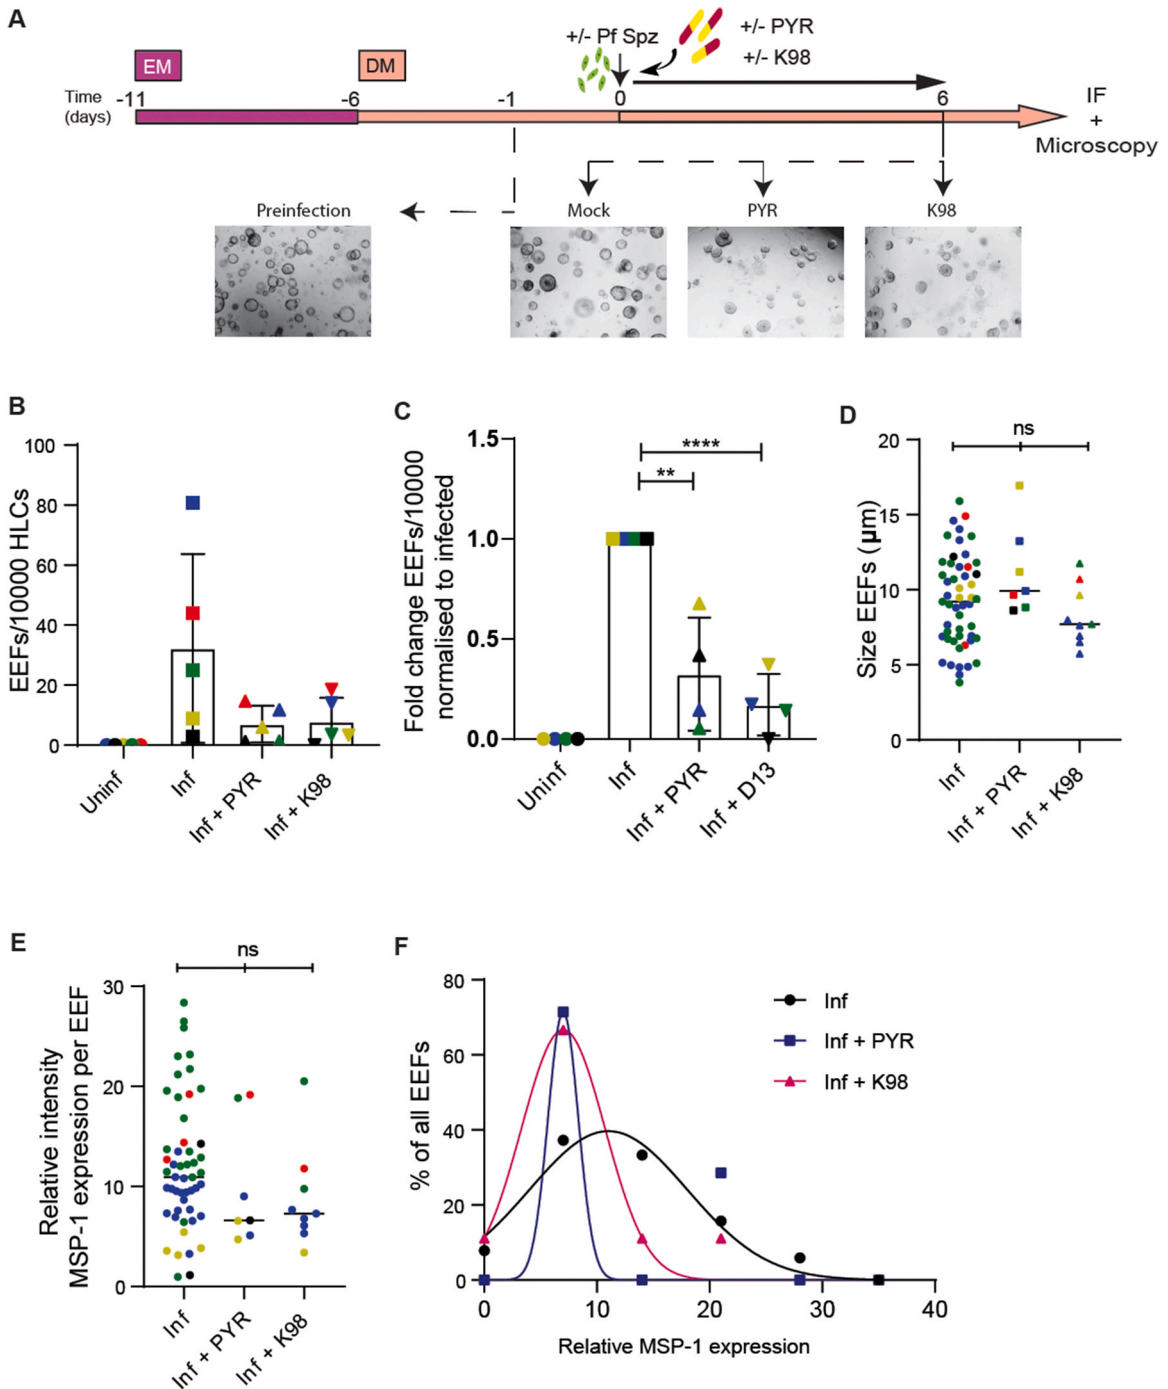 A
+/- Pf Spz
+/- PYR
+/- K98
EM
DM
Time
(days)
-11
-6
-1
0
6
IF
+
Microscopy
Preinfection
Mock
PYR
K98
B
EEFs/10000 HLCs
100
80
60
40
20
0
Uninf
Inf
Inf + PYR
Inf + K98
C
Fold change EEFs/10000
normalised to infected
1.5
1.0
0.5
0.0
****
**
Uninf
Inf
Inf + PYR
Inf + D13
D
Size EEFs (μm)
20
15
10
5
0
ns
Inf
Inf + PYR
Inf + K98
E
Relative intensity
MSP-1 expression per EEF
30
20
10
0
ns
Inf
Inf + PYR
Inf + K98
F
% of all EEFs
80
60
40
20
0
Inf
Inf + PYR
Inf + K98
0
10
20
30
40
Relative MSP-1 expression